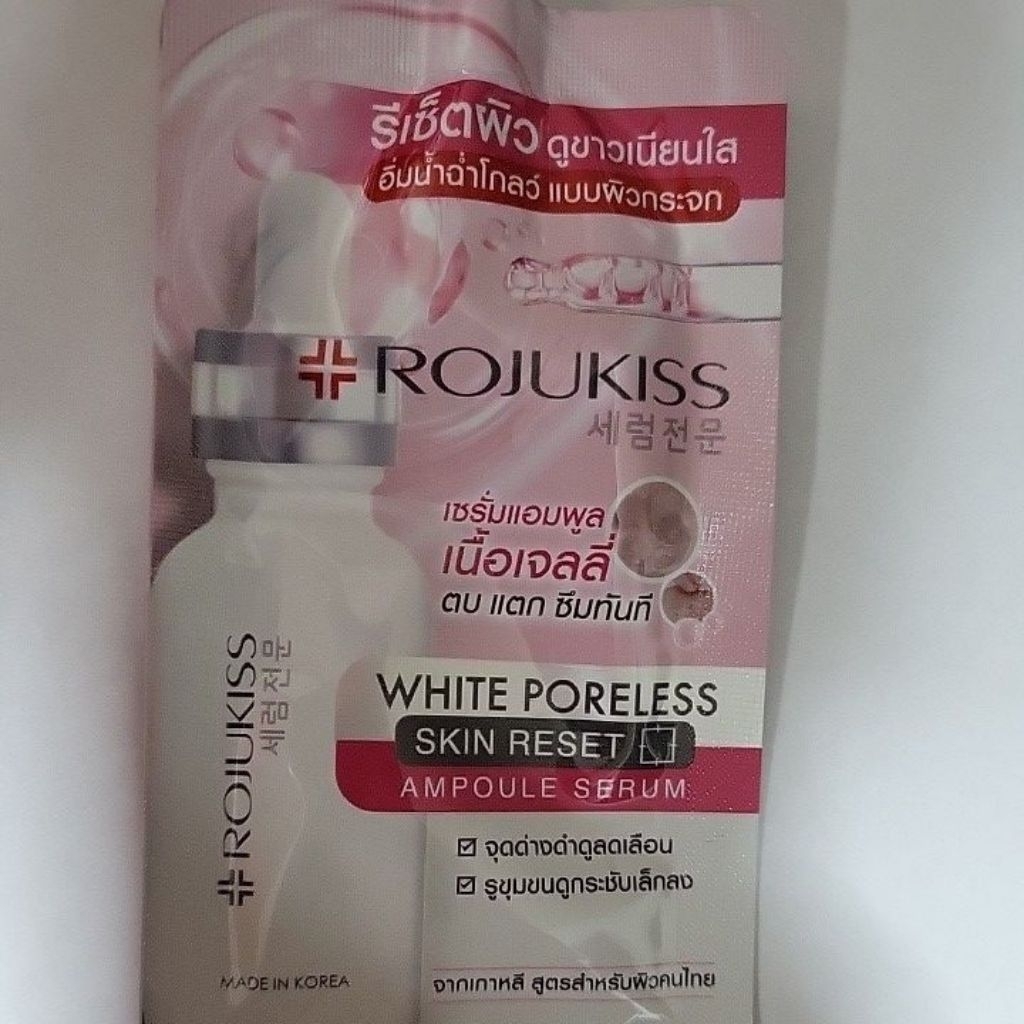 รีเซ็ตผิว ดูขาวเนียนใส
อิ่มน้ำฉ่ำโกลว์ แบบผิวกระจก
ROJUKISS
세럼전문
เซรั่มแอมพูล
เนื้อเจลลี่
ตบ แตก ซึมทันที
WHITE PORELESS
SKIN RESET
AMPOULE SERUM
☑ จุดด่างดำดูลดเลือน
☑ รูขุมขนดูกระชับเล็กลง
จากเกาหลี สูตรสำหรับผิวคนไทย
ROJUKISS
세럼전문
MADE IN KOREA